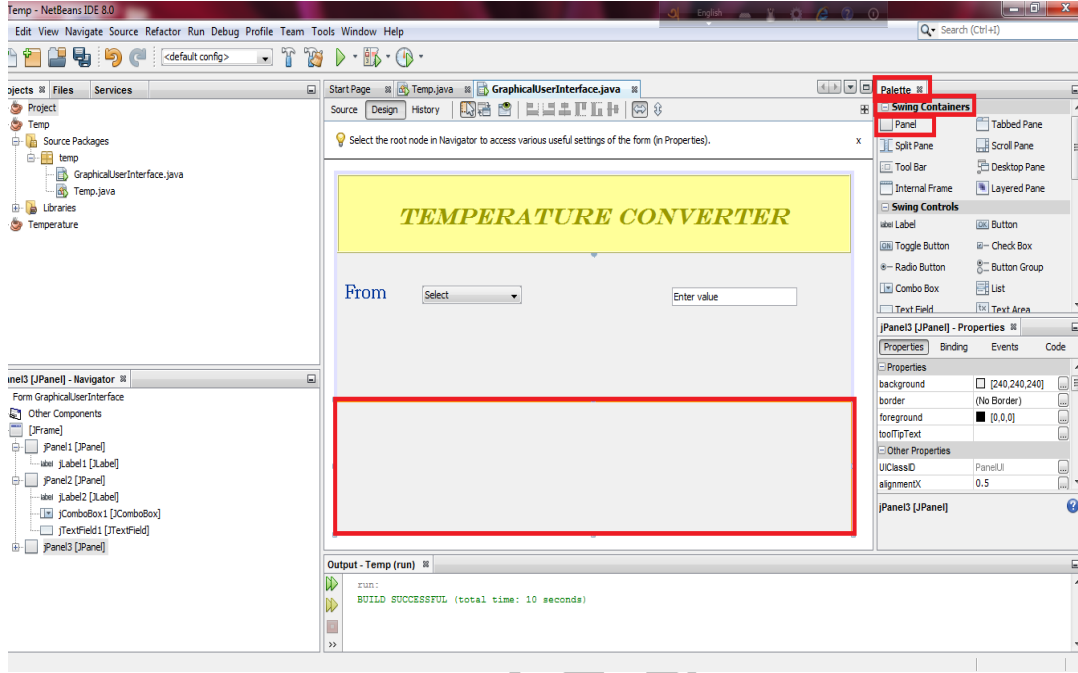 Temp - NetBeans IDE 8.0
English
Edit View Navigate Source Refactor Run Debug Profile Team Tools Window Help
Search (Ctrl+I)
<default config>
Files Services
Project
Temp
Source Packages
temp
GraphicalUserInterface.java
Temp.java
Libraries
Temperature
Start Page Temp.java GraphicalUserInterface.java
Source Design History
Select the root node in Navigator to access various useful settings of the form (in Properties). x
TEMPERATURE CONVERTER
From Select Enter value
Palette
Swing Containers
Panel Tabbed Pane
Split Pane Scroll Pane
Tool Bar Desktop Pane
Internal Frame Layered Pane
Swing Controls
label Label OK Button
ON Toggle Button Check Box
Radio Button Button Group
Combo Box List
Text Field Text Area
jPanel3 [JPanel] - Properties
Properties Binding Events Code
Properties
background [240,240,240] ...
border (No Border) ...
foreground [0,0,0] ...
toolTipText ...
Other Properties
UIClassID PanelUI ...
alignmentX 0.5 ...
jPanel3 [JPanel]
anel3 [JPanel] - Navigator
Form GraphicalUserInterface
Other Components
[JFrame]
jPanel1 [JPanel]
label jLabel1 [JLabel]
jPanel2 [JPanel]
label jLabel2 [JLabel]
jComboBox1 [JComboBox]
jTextField1 [JTextField]
jPanel3 [JPanel]
Output - Temp (run)
run:
BUILD SUCCESSFUL (total time: 10 seconds)
>>